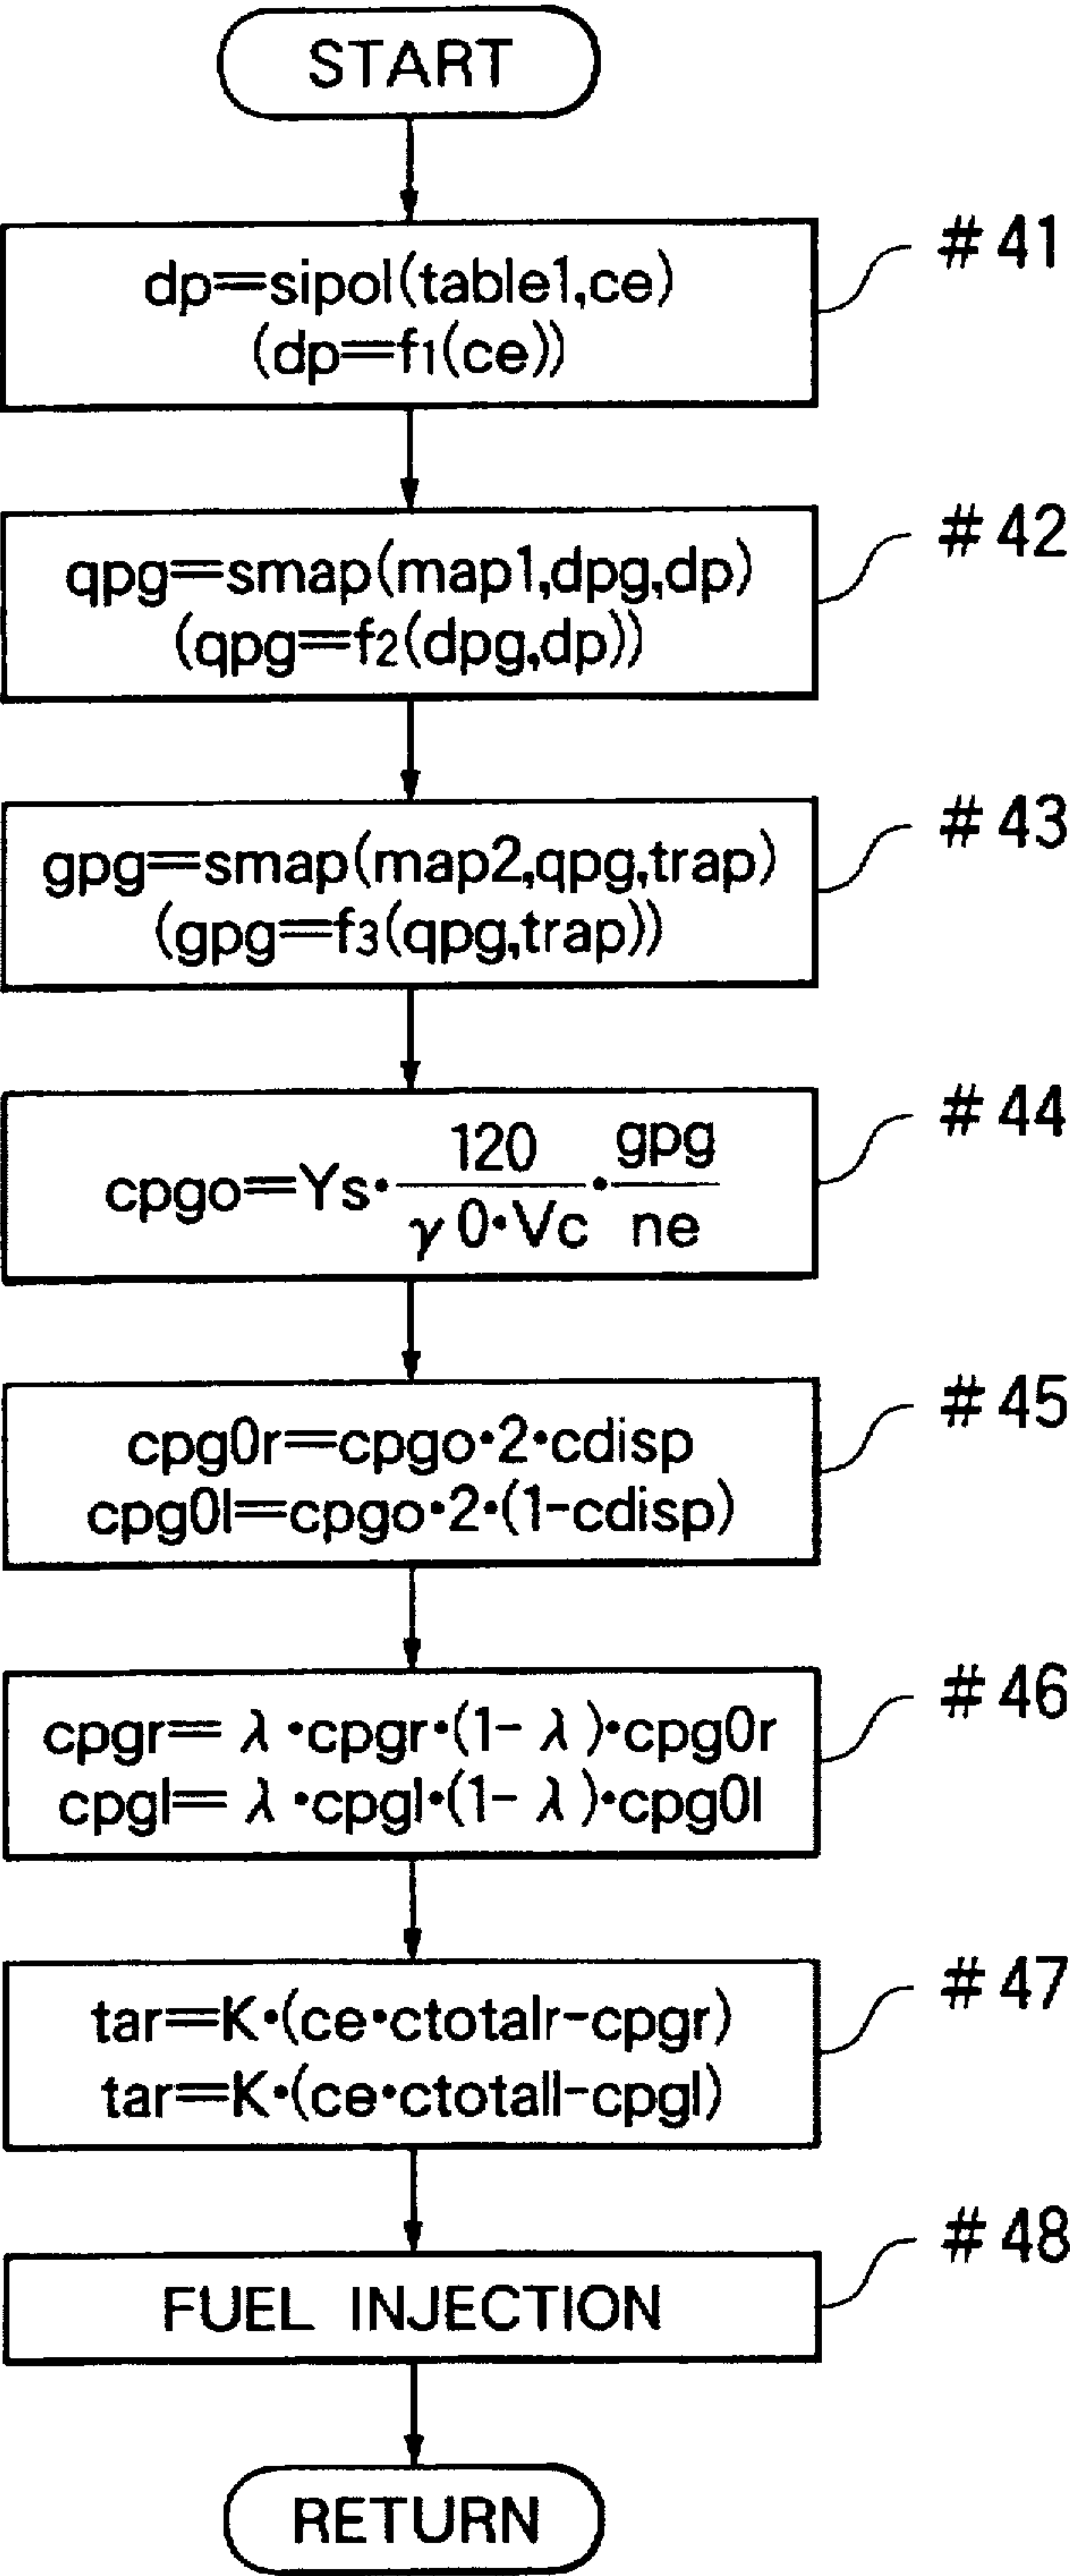 START
dp=sipol(table1,ce)
(dp=f1(ce))
#41
qpg=smap(map1,dpg,dp)
(qpg=f2(dpg,dp))
#42
gpg=smap(map2,qpg,trap)
(gpg=f3(qpg,trap))
#43
cpgo=Ys・120/γ0・Vc・gpg/ne
#44
cpg0r=cpgo・2・cdisp
cpg0l=cpgo・2・(1-cdisp)
#45
cpgr=λ・cpgr・(1-λ)・cpg0r
cpgl=λ・cpgl・(1-λ)・cpg0l
#46
tar=K・(ce・ctotalr-cpgr)
tar=K・(ce・ctotall-cpgl)
#47
FUEL INJECTION
#48
RETURN